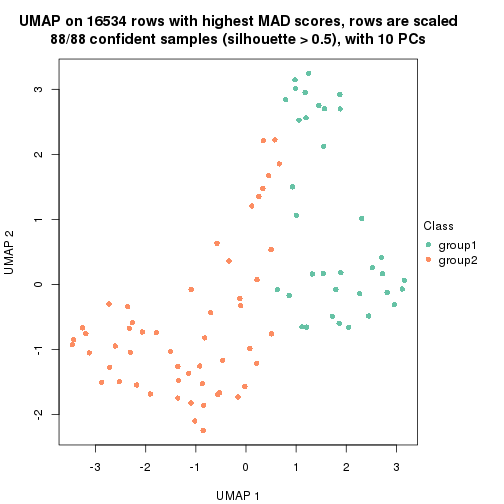 UMAP on 16534 rows with highest MAD scores, rows are scaled
88/88 confident samples (silhouette > 0.5), with 10 PCs
3
2
1
0
-1
-2
UMAP 2
-3
-2
-1
0
1
2
3
UMAP 1
Class
group1
group2